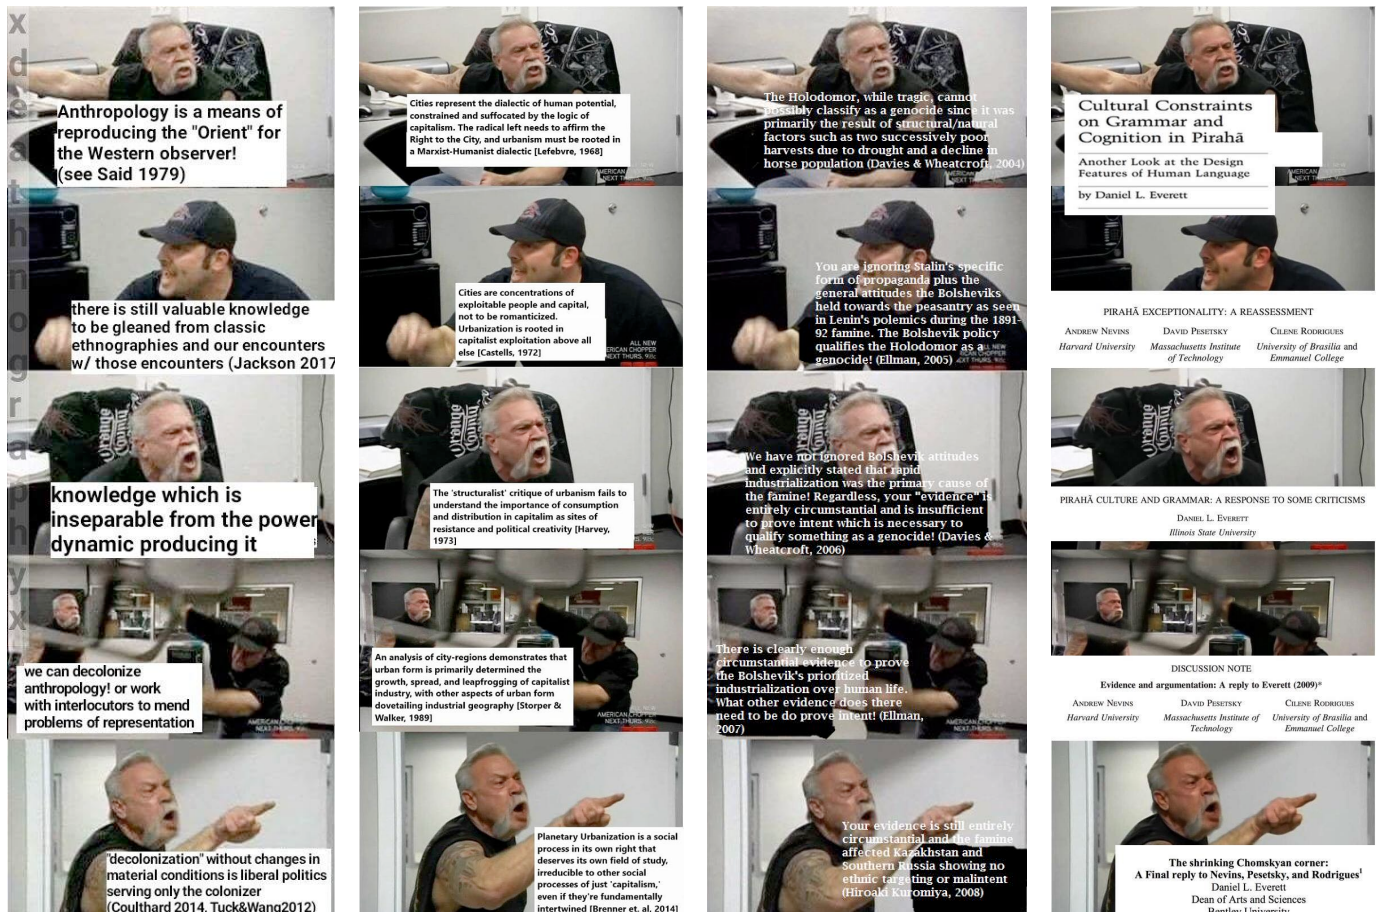 xdeathnographyx
Anthropology is a means of
reproducing the "Orient" for
the Western observer!
(see Said 1979)
there is still valuable knowledge
to be gleaned from classic
ethnographies and our encounters
w/ those encounters (Jackson 2017
knowledge which is
inseparable from the power
dynamic producing it
we can decolonize
anthropology! or work
with interlocutors to mend
problems of representation
"decolonization" without changes in
material conditions is liberal politics
serving only the colonizer
(Coulthard 2014, Tuck&Wang2012)
Cities represent the dialectic of human potential,
constrained and suffocated by the logic of
capitalism. The radical left needs to affirm the
Right to the City, and urbanism must be rooted in
a Marxist-Humanist dialectic [Lefebvre, 1968]
AMERICAN
NEXT THURS. 9/8c
Cities are concentrations of
exploitable people and capital,
not to be romanticized.
Urbanization is rooted in
capitalist exploitation above all
else [Castells, 1972]
ALL NEW
ERICAN CHOPPER
NEXT THURS. 9/8c
The 'structuralist' critique of urbanism fails to
understand the importance of consumption
and distribution in capitalim as sites of
resistance and political creativity [Harvey,
1973]
An analysis of city-regions demonstrates that
urban form is primarily determined the
growth, spread, and leapfrogging of capitalist
industry, with other aspects of urban form
dovetailing industrial geography [Storper &
Walker, 1989]
Planetary Urbanization is a social
process in its own right that
deserves its own field of study,
irreducible to other social
processes of just 'capitalism,'
even if they're fundamentally
intertwined [Brenner et. al. 2014]
The Holodomor, while tragic, cannot
possibly classify as a genocide since it was
primarily the result of structural/natural
factors such as two successively poor
harvests due to drought and a decline in
horse population (Davies & Wheatcroft, 2004)
You are ignoring Stalin's specific
form of propaganda plus the
general attitudes the Bolsheviks
held towards the peasantry as seen
in Lenin's polemics during the 1891-
92 famine. The Bolshevik policy
qualifies the Holodomor as a
genocide! (Ellman, 2005)
We have not ignored Bolshevik attitudes
and explicitly stated that rapid
industrialization was the primary cause of
the famine! Regardless, your "evidence" is
entirely circumstantial and is insufficient
to prove intent which is necessary to
qualify something as a genocide! (Davies &
Wheatcroft, 2006)
There is clearly enough
circumstantial evidence to prove
the Bolshevik's prioritized
industrialization over human life.
What other evidence does there
need to be do prove intent! (Ellman,
2007)
Your evidence is still entirely
circumstantial and the famine
affected Kazakhstan and
Southern Russia showing no
ethnic targeting or malintent
(Hiroaki Kuromiya, 2008)
Cultural Constraints
on Grammar and
Cognition in Pirahã
Another Look at the Design
Features of Human Language
by Daniel L. Everett
PIRAHÃ EXCEPTIONALITY: A REASSESSMENT
ANDREW NEVINS DAVID PESETSKY CILENE RODRIGUES
Harvard University Massachusetts Institute University of Brasilia and
of Technology Emmanuel College
PIRAHÃ CULTURE AND GRAMMAR: A RESPONSE TO SOME CRITICISMS
DANIEL L. EVERETT
Illinois State University
DISCUSSION NOTE
Evidence and argumentation: A reply to Everett (2009)*
ANDREW NEVINS DAVID PESETSKY CILENE RODRIGUES
Harvard University Massachusetts Institute of University of Brasilia and
Technology Emmanuel College
The shrinking Chomskyan corner:
A Final reply to Nevins, Pesetsky, and Rodrigues¹
Daniel L. Everett
Dean of Arts and Sciences
Bentley University